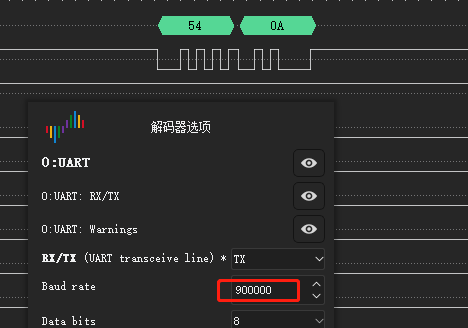 54 0A
解码器选项
0:UART
0:UART: RX/TX
0:UART: Warnings
RX/TX (UART transceive line) * TX
Baud rate 900000
Data bits 8